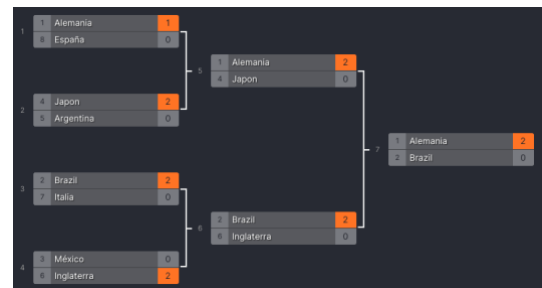 1
1 Alemania 1
8 España 0
2
4 Japon 2
5 Argentina 0
3
2 Brazil 2
7 Italia 0
4
3 México 0
6 Inglaterra 2
5
1 Alemania 2
4 Japon 0
6
2 Brazil 2
6 Inglaterra 0
7
1 Alemania 2
2 Brazil 0